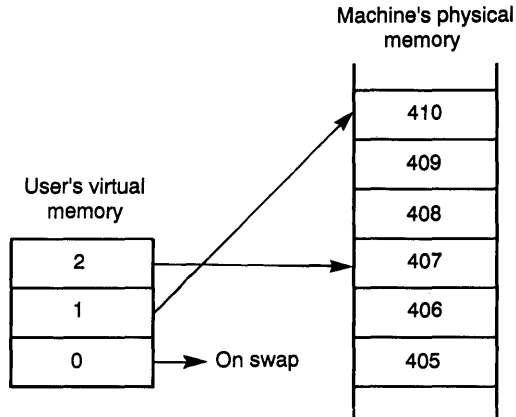 Machine's physical
memory
410
409
408
407
406
405
User's virtual
memory
2
1
0
On swap